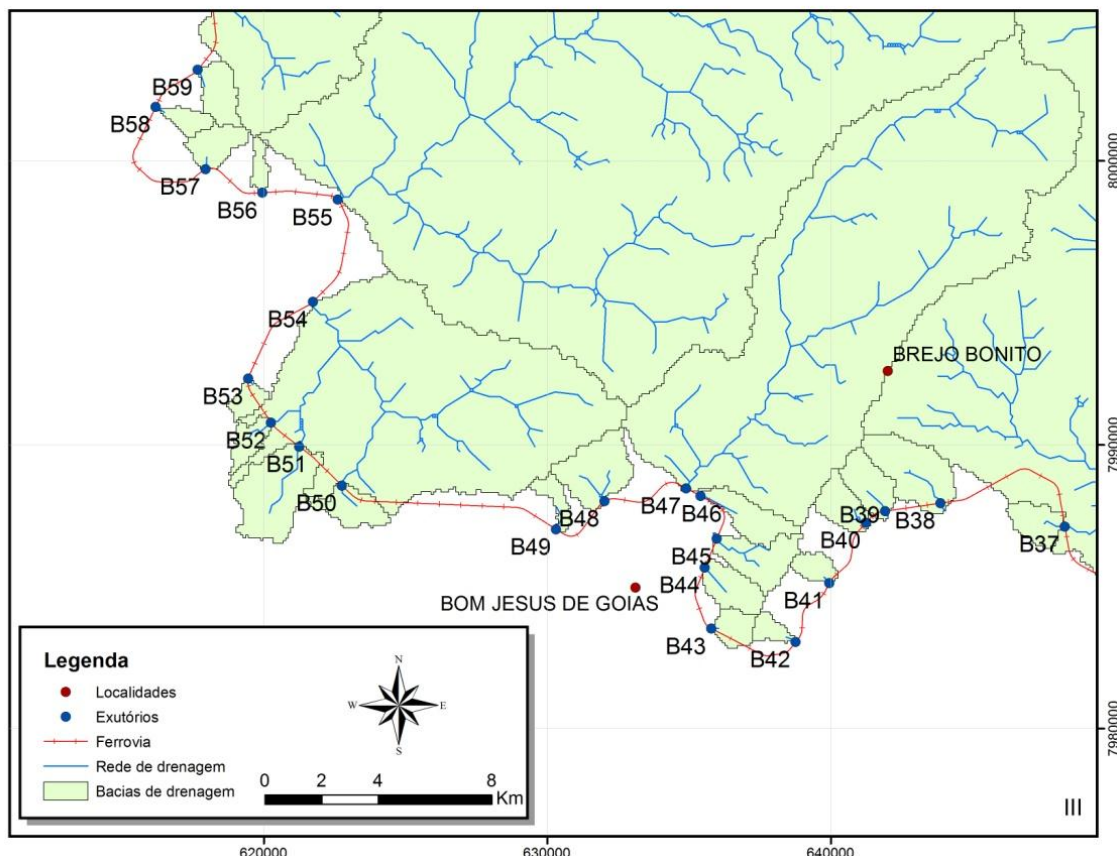 B59
B58
B57
B56
B55
B54
B53
B52
B51
B50
B49
B48
B47
B46
B45
B44
B43
B42
B41
B40
B39
B38
B37
BREJO BONITO
BOM JESUS DE GOIAS
8000000
7990000
7980000
620000
630000
640000
Legenda
Localidades
Exutórios
Ferrovia
Rede de drenagem
Bacias de drenagem
N
W
E
S
0 2 4 8
Km
III